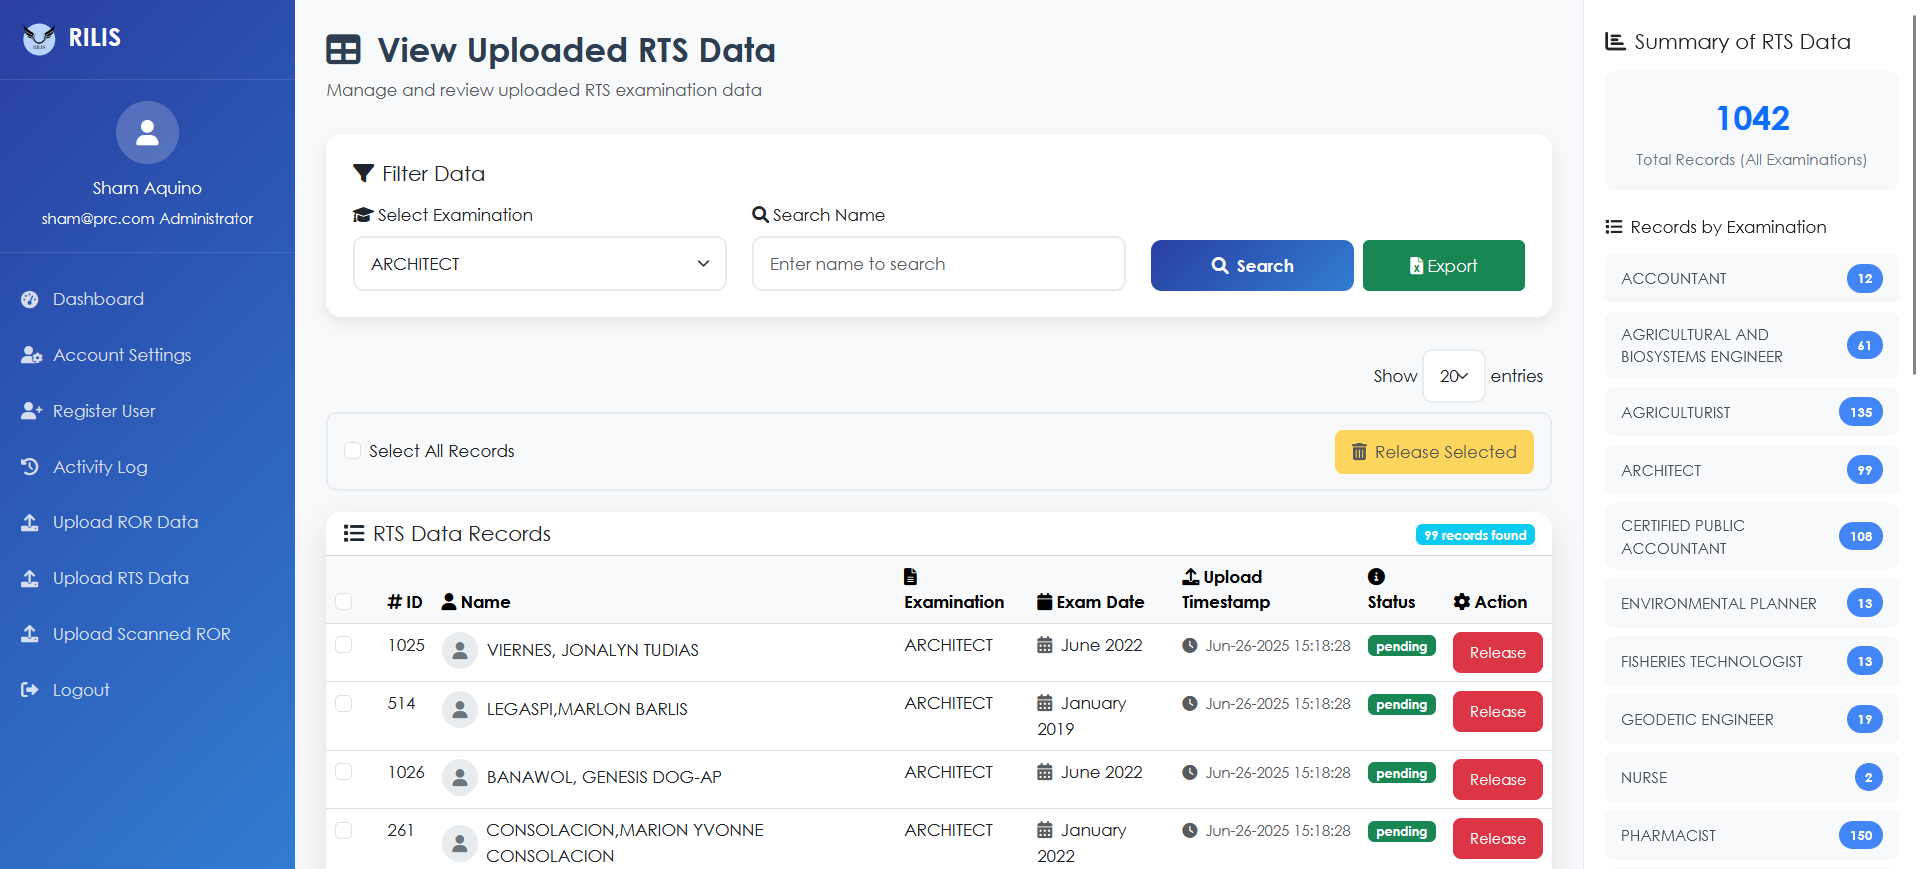 RILIS
RILIS
Sham Aquino
sham@prc.com Administrator
Dashboard
Account Settings
Register User
Activity Log
Upload ROR Data
Upload RTS Data
Upload Scanned ROR
Logout
View Uploaded RTS Data
Manage and review uploaded RTS examination data
Filter Data
Select Examination
Search Name
ARCHITECT
Enter name to search
Search
Export
Show 20 entries
Select All Records
Release Selected
RTS Data Records
99 records found
# ID
Name
Examination
Exam Date
Upload
Timestamp
Status
Action
1025
VIERNES, JONALYN TUDIAS
ARCHITECT
June 2022
Jun-26-2025 15:18:28
pending
Release
514
LEGASPI,MARLON BARLIS
ARCHITECT
January
2019
Jun-26-2025 15:18:28
pending
Release
1026
BANAWOL, GENESIS DOG-AP
ARCHITECT
June 2022
Jun-26-2025 15:18:28
pending
Release
261
CONSOLACION,MARION YVONNE
CONSOLACION
ARCHITECT
January
2022
Jun-26-2025 15:18:28
pending
Release
Summary of RTS Data
1042
Total Records (All Examinations)
Records by Examination
ACCOUNTANT 12
AGRICULTURAL AND
BIOSYSTEMS ENGINEER 61
AGRICULTURIST 135
ARCHITECT 99
CERTIFIED PUBLIC
ACCOUNTANT 108
ENVIRONMENTAL PLANNER 13
FISHERIES TECHNOLOGIST 13
GEODETIC ENGINEER 19
NURSE 2
PHARMACIST 150